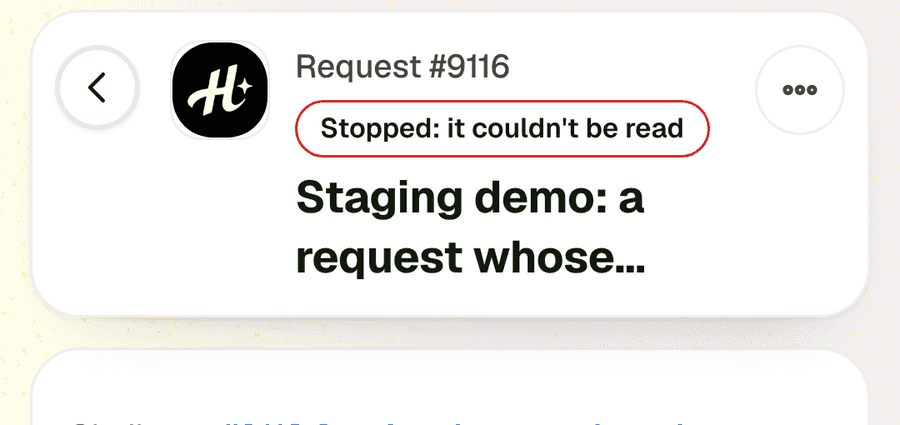 Request #9116
Stopped: it couldn't be read
Staging demo: a
request whose...